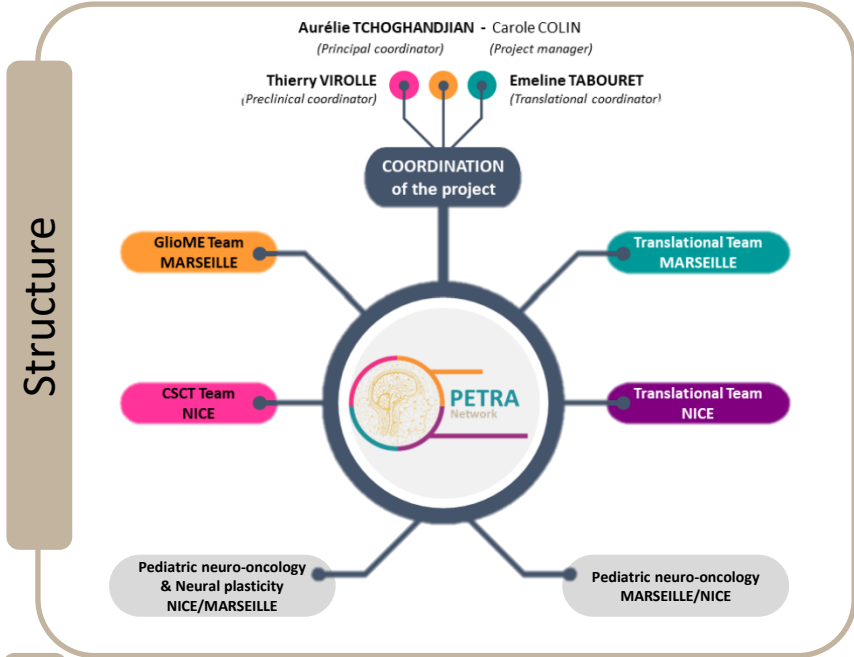 Structure
Aurélie TCHOGHANDJIAN - Carole COLIN
(Principal coordinator) (Project manager)
Thierry VIROLLE
(Preclinical coordinator)
Emeline TABOURET
(Translational coordinator)
COORDINATION
of the project
GlioME Team
MARSEILLE
Translational Team
MARSEILLE
CSCT Team
NICE
PETRA
Network
Translational Team
NICE
Pediatric neuro-oncology
& Neural plasticity
NICE/MARSEILLE
Pediatric neuro-oncology
MARSEILLE/NICE